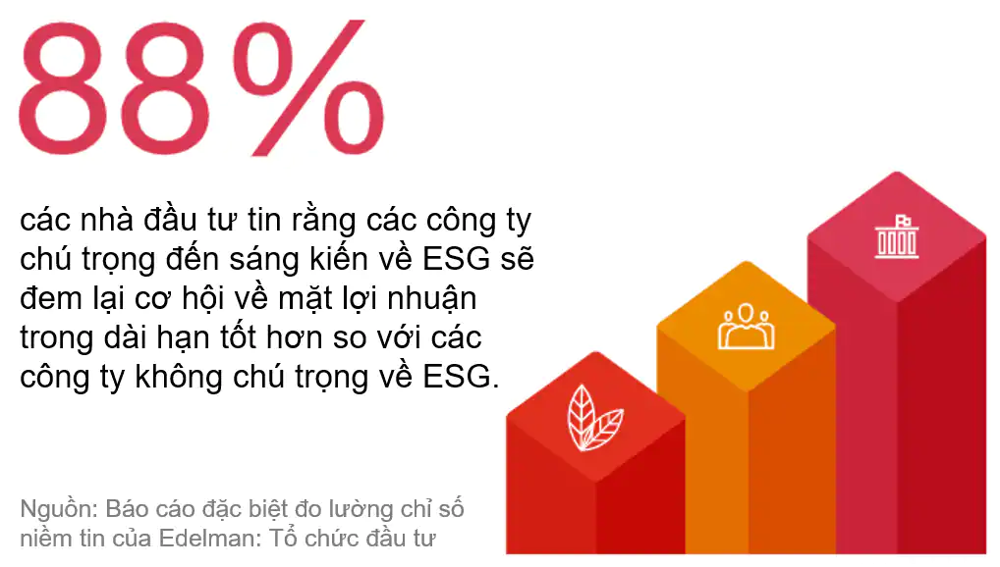 88%
các nhà đầu tư tin rằng các công ty
chú trọng đến sáng kiến về ESG sẽ
đem lại cơ hội về mặt lợi nhuận
trong dài hạn tốt hơn so với các
công ty không chú trọng về ESG.
Nguồn: Báo cáo đặc biệt đo lường chỉ số
niềm tin của Edelman: Tổ chức đầu tư